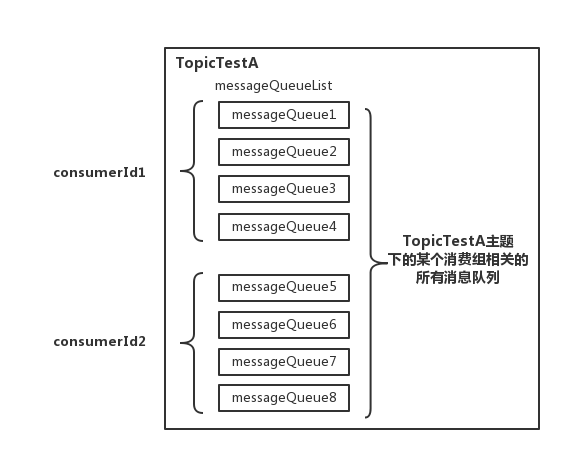 TopicTestA
messageQueueList
messageQueue1
messageQueue2
messageQueue3
messageQueue4
consumerId1
messageQueue5
messageQueue6
messageQueue7
messageQueue8
consumerId2
TopicTestA主题
下的某个消费组相关的
所有消息队列